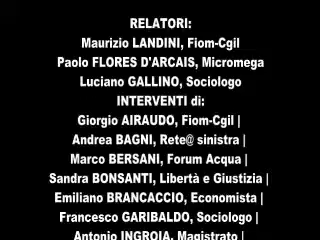 RELATORI:
Maurizio LANDINI, Fiom-Cgil
Paolo FLORES D'ARCAIS, Micromega
Luciano GALLINO, Sociologo
INTERVENTI di:
Giorgio AIRAUDO, Fiom-Cgil |
Andrea BAGNI, Rete@ sinistra |
Marco BERSANI, Forum Acqua |
Sandra BONSANTI, Libertà e Giustizia |
Emiliano BRANCACCIO, Economista |
Francesco GARIBALDO, Sociologo |
Antonio INGROIA, Magistrato |